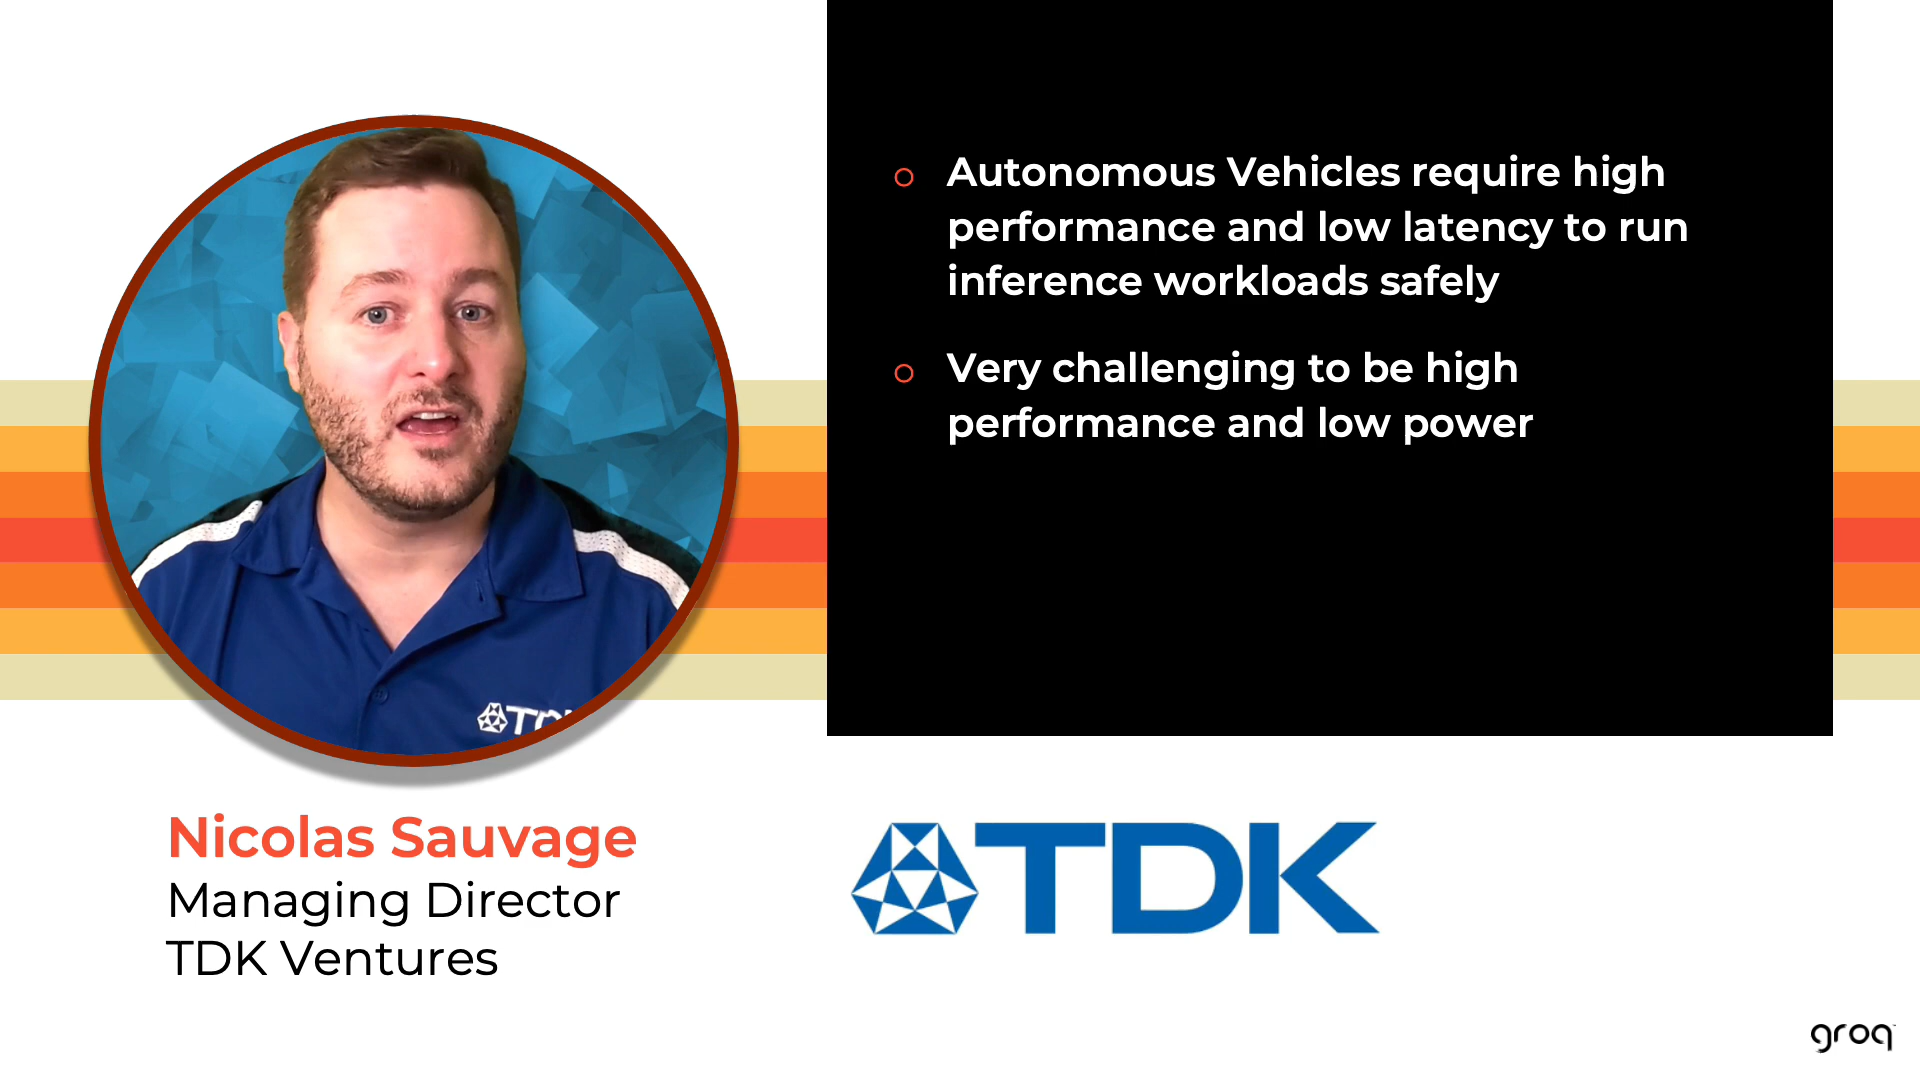 Autonomous Vehicles require high
performance and low latency to run
inference workloads safely
Very challenging to be high
performance and low power
TDK
Nicolas Sauvage
Managing Director
TDK Ventures
TDK
groq